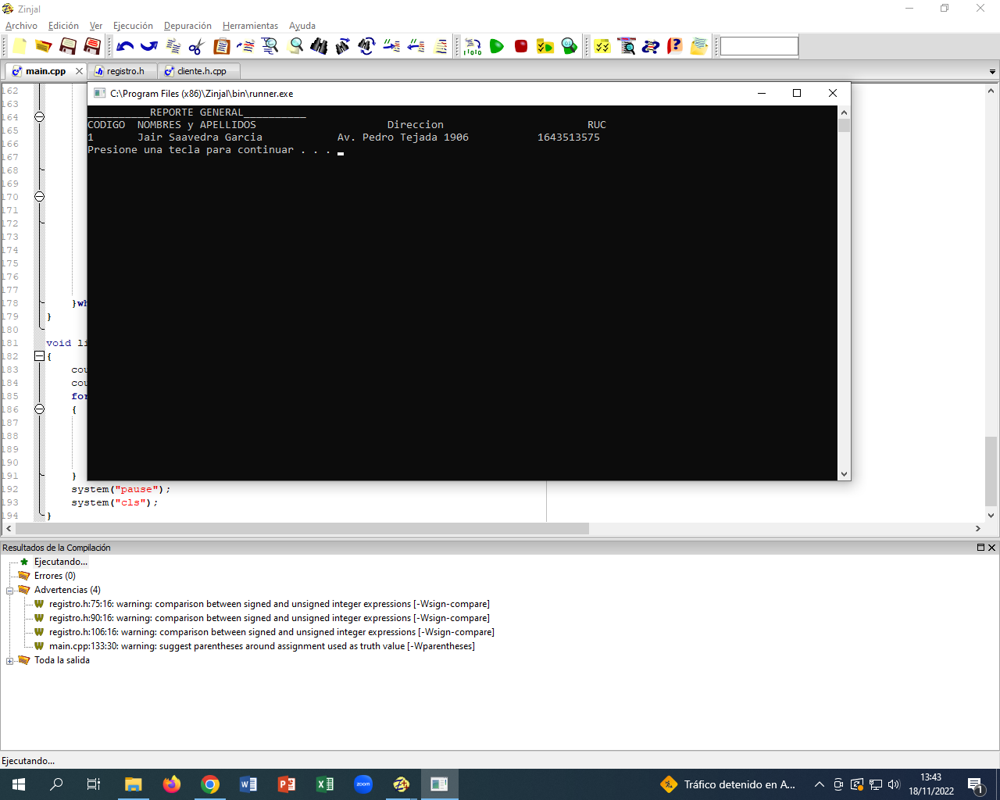 Zinjal
Archivo Edición Ver Ejecución Depuración Herramientas Ayuda
main.cpp registro.h cliente.h.cpp
C:\Program Files (x86)\Zinjal\bin\runner.exe
__________REPORTE GENERAL__________
CODIGO NOMBRES y APELLIDOS Direccion RUC
1 Jair Saavedra Garcia Av. Pedro Tejada 1906 1643513575
Presione una tecla para continuar . . .
162
163
164
165
166
167
168
169
170
171
172
173
174
175
176
177
178 }wh
179 }
180
181 void li
182 {
183 cou
184 cou
185 for
186 {
187
188
189
190
191 }
192 system("pause");
193 system("cls");
194 }
Resultados de la Compilación
Ejecutando...
Errores (0)
Advertencias (4)
registro.h:75:16: warning: comparison between signed and unsigned integer expressions [-Wsign-compare]
registro.h:90:16: warning: comparison between signed and unsigned integer expressions [-Wsign-compare]
registro.h:106:16: warning: comparison between signed and unsigned integer expressions [-Wsign-compare]
main.cpp:133:30: warning: suggest parentheses around assignment used as truth value [-Wparentheses]
Toda la salida
Ejecutando...
zoom
Tráfico detenido en A...
13:43
18/11/2022
1